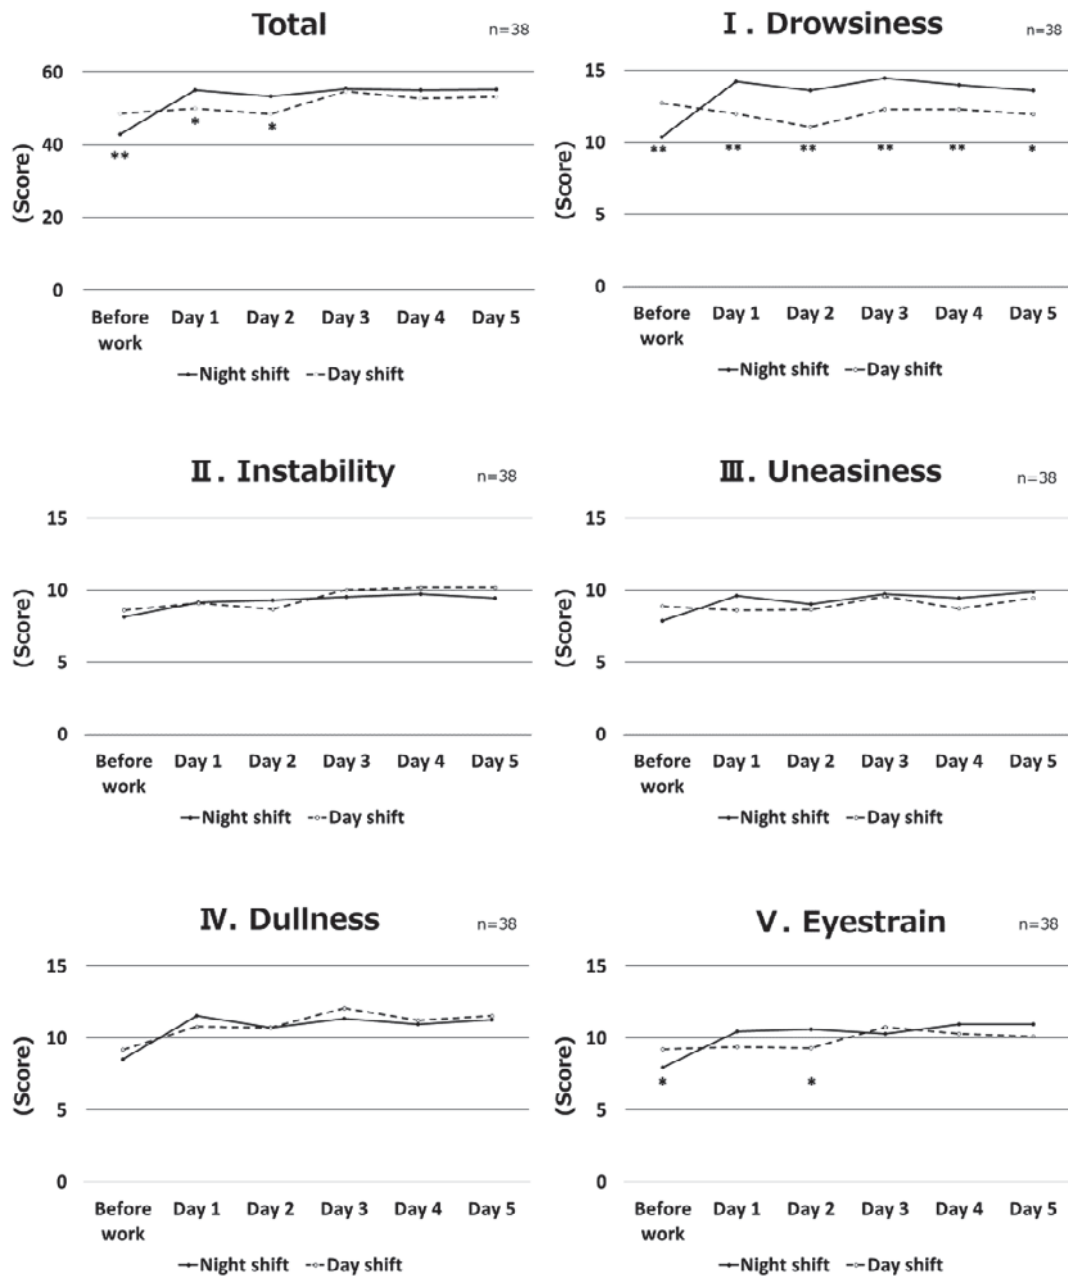 Total
n=38
60
40
20
0
(Score)
** * *
Before work Day 1 Day 2 Day 3 Day 4 Day 5
Night shift Day shift
Ⅰ. Drowsiness
n=38
15
10
5
0
(Score)
** ** ** ** ** *
Before work Day 1 Day 2 Day 3 Day 4 Day 5
Night shift Day shift
Ⅱ. Instability
n=38
15
10
5
0
(Score)
Before work Day 1 Day 2 Day 3 Day 4 Day 5
Night shift Day shift
Ⅲ. Uneasiness
n=38
15
10
5
0
(Score)
Before work Day 1 Day 2 Day 3 Day 4 Day 5
Night shift Day shift
Ⅳ. Dullness
n=38
15
10
5
0
(Score)
Before work Day 1 Day 2 Day 3 Day 4 Day 5
Night shift Day shift
Ⅴ. Eyestrain
n=38
15
10
5
0
(Score)
* *
Before work Day 1 Day 2 Day 3 Day 4 Day 5
Night shift Day shift